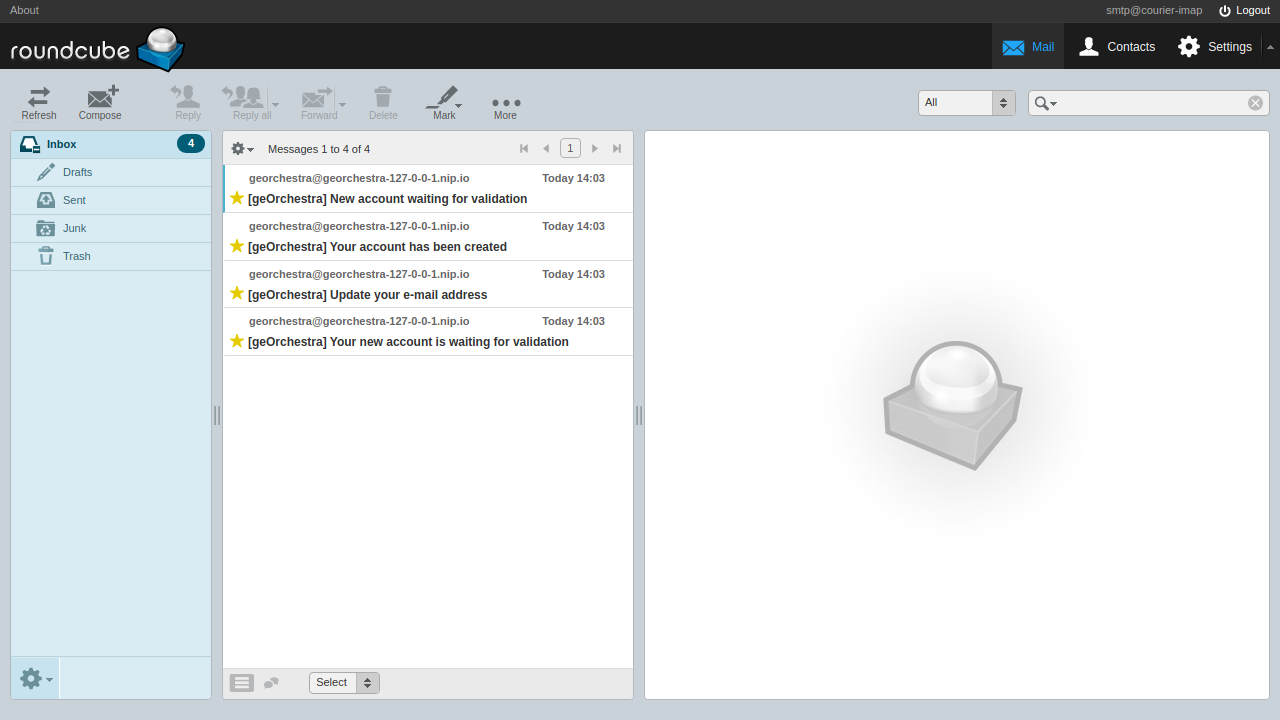 About
smtp@courier-imap Logout
roundcube
Mail Contacts Settings
Refresh Compose Reply Reply all Forward Delete Mark More
All
Inbox 4
Drafts
Sent
Junk
Trash
Messages 1 to 4 of 4 1
georchestra@georchestra-127-0-0-1.nip.io Today 14:03
[geOrchestra] New account waiting for validation
georchestra@georchestra-127-0-0-1.nip.io Today 14:03
[geOrchestra] Your account has been created
georchestra@georchestra-127-0-0-1.nip.io Today 14:03
[geOrchestra] Update your e-mail address
georchestra@georchestra-127-0-0-1.nip.io Today 14:03
[geOrchestra] Your new account is waiting for validation
Select